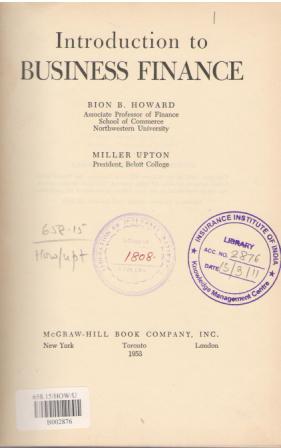 1
Introduction to
BUSINESS FINANCE
BION B. HOWARD
Associate Professor of Finance
School of Commerce
Northwestern University
MILLER UPTON
President, Beloit College
658.15
How/upt
1808.
INSURANCE INSTITUTE OF INDIA
LIBRARY
ACC. NO. 2876
DATE 15/3/11
Knowledge Management Centre
McGRAW-HILL BOOK COMPANY, INC.
New York Toronto London
1953
658.15/HOW/U
B002876